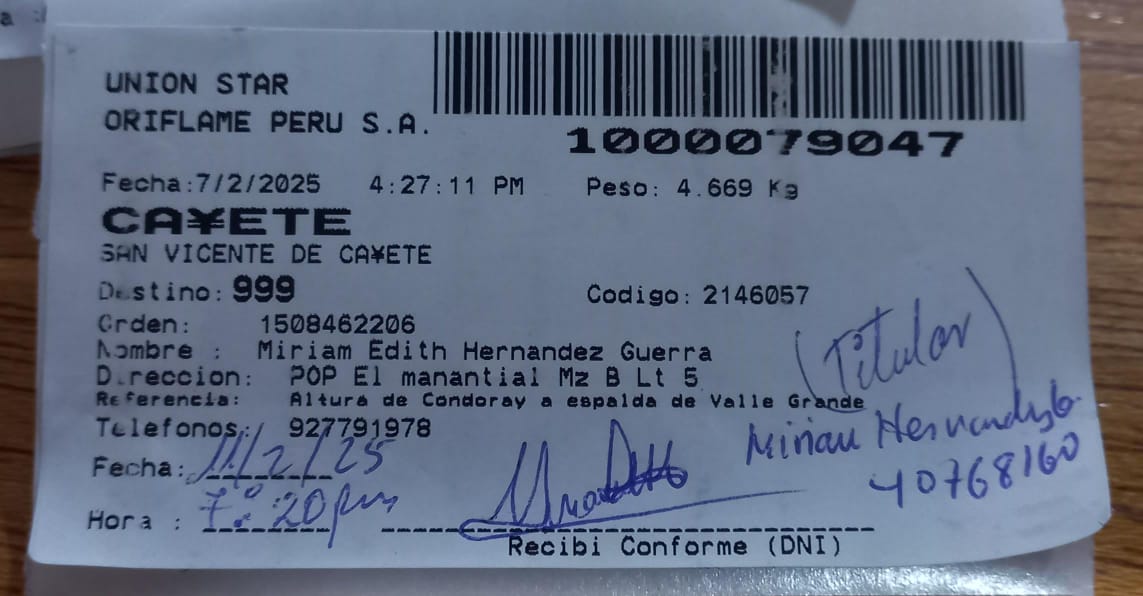 UNION STAR
ORIFLAME PERU S.A.
1000079047
Fecha:7/2/2025 4:27:11 PM Peso: 4.669 Kg
CA¥ETE
SAN VICENTE DE CA¥ETE
Destino: 999 Codigo: 2146057
Orden: 1508462206
Nombre : Miriam Edith Hernandez Guerra
Direccion: POP El manantial Mz B Lt 5
Referencia: Altura de Condoray a espalda de Valle Grande
Telefonos: 927791978
(Titular)
Miriam Hernandez G
40768160
Fecha: 11/2/25
Hora : 7:20pm
Recibi Conforme (DNI)